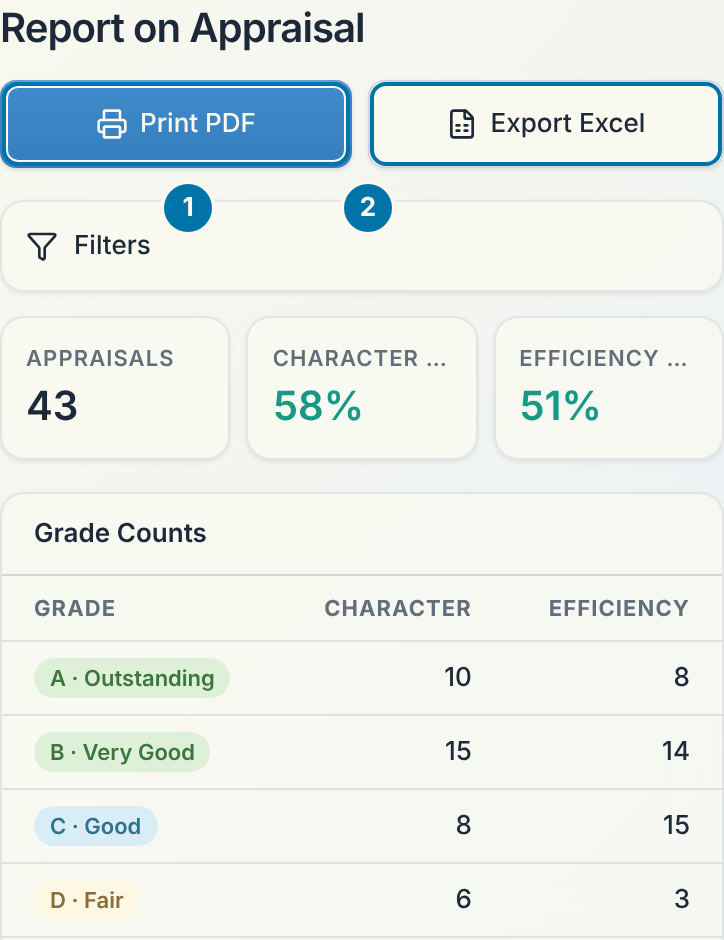 Report on Appraisal
Print PDF
Export Excel
1
2
Filters
APPRAISALS
CHARACTER ...
EFFICIENCY ...
43
58%
51%
Grade Counts
GRADE CHARACTER EFFICIENCY
A · Outstanding 10 8
B · Very Good 15 14
C · Good 8 15
D · Fair 6 3